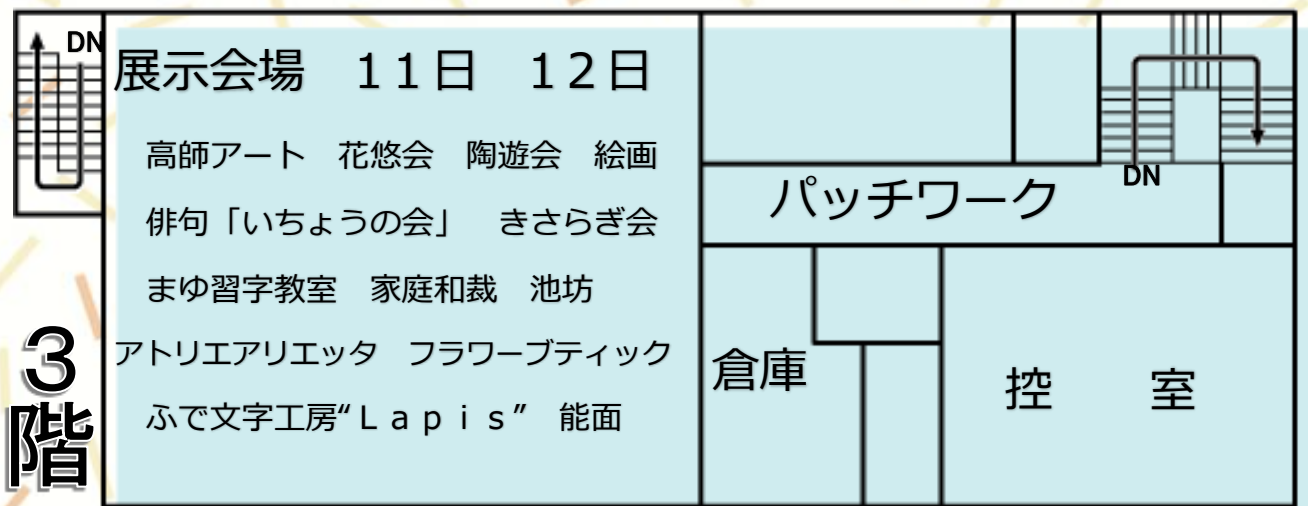 DN
展示会場　１１日　１２日
高師アート　花悠会　陶遊会　絵画
俳句「いちょうの会」　きさらぎ会
まゆ習字教室　家庭和裁　池坊
アトリエアリエッタ　フラワーブティック
ふで文字工房“Ｌａｐｉｓ”　能面
３階
DN
パッチワーク
倉庫
控　室